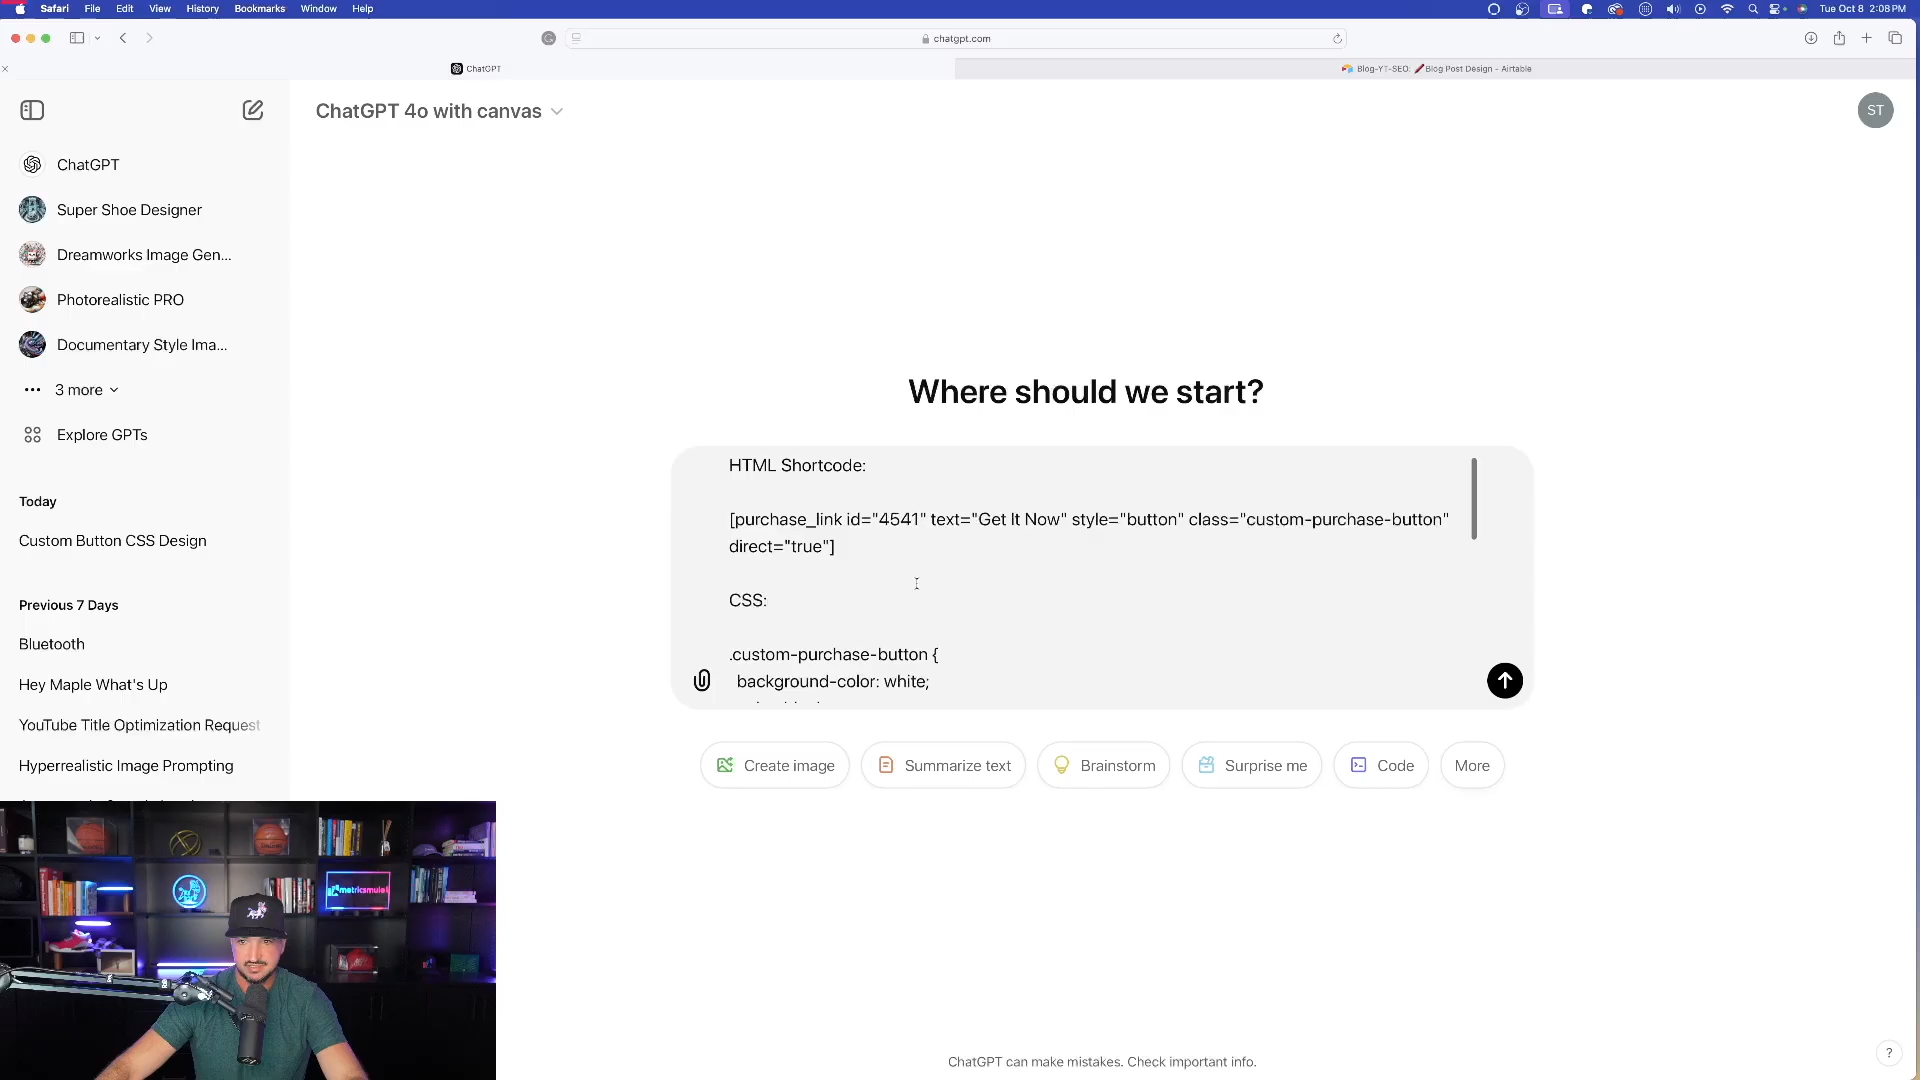 Safari File Edit View History Bookmarks Window Help
Tue Oct 8 2:08 PM
chatgpt.com
ChatGPT
Blog-YT-SEO: 🖍Blog Post Design - Airtable
ChatGPT 4o with canvas
ST
ChatGPT
Super Shoe Designer
Dreamworks Image Gen...
Photorealistic PRO
Documentary Style Ima...
3 more
Explore GPTs
Today
Custom Button CSS Design
Previous 7 Days
Bluetooth
Hey Maple What's Up
YouTube Title Optimization Request
Hyperrealistic Image Prompting
Where should we start?
HTML Shortcode:
[purchase_link id="4541" text="Get It Now" style="button" class="custom-purchase-button"
direct="true"]
CSS:
.custom-purchase-button {
background-color: white;
Create image
Summarize text
Brainstorm
Surprise me
Code
More
metricsmule
ChatGPT can make mistakes. Check important info.
?